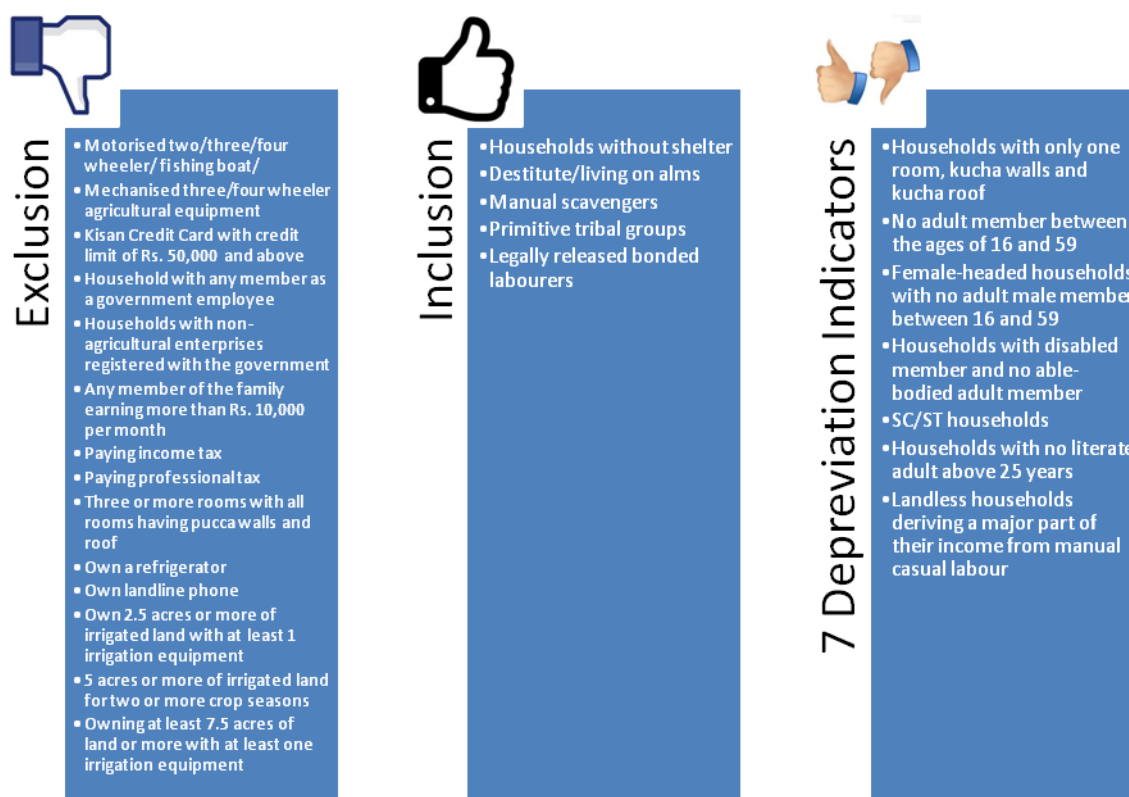 Exclusion
• Motorised two/three/four
wheeler/ fishing boat/
• Mechanised three/four wheeler
agricultural equipment
• Kisan Credit Card with credit
limit of Rs. 50,000 and above
• Household with any member as
a government employee
• Households with non-
agricultural enterprises
registered with the government
• Any member of the family
earning more than Rs. 10,000
per month
• Paying income tax
• Paying professional tax
• Three or more rooms with all
rooms having pucca walls and
roof
• Own a refrigerator
• Own landline phone
• Own 2.5 acres or more of
irrigated land with at least 1
irrigation equipment
• 5 acres or more of irrigated land
for two or more crop seasons
• Owning at least 7.5 acres of
land or more with at least one
irrigation equipment
Inclusion
• Households without shelter
• Destitute/living on alms
• Manual scavengers
• Primitive tribal groups
• Legally released bonded
labourers
7 Depreviation Indicators
• Households with only one
room, kucha walls and
kucha roof
• No adult member between
the ages of 16 and 59
• Female-headed households
with no adult male member
between 16 and 59
• Households with disabled
member and no able-
bodied adult member
• SC/ST households
• Households with no literate
adult above 25 years
• Landless households
deriving a major part of
their income from manual
casual labour